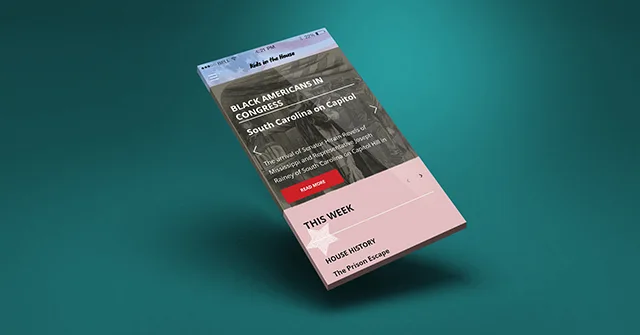 BELL 4:21 PM 22%
Kids in the House
BLACK AMERICANS IN
CONGRESS
South Carolina on Capitol
The arrival of Senator Hiram Revels of
Mississippi and Representative Joseph
Rainey of South Carolina on Capitol Hill in
READ MORE
THIS WEEK
HOUSE HISTORY
The Prison Escape